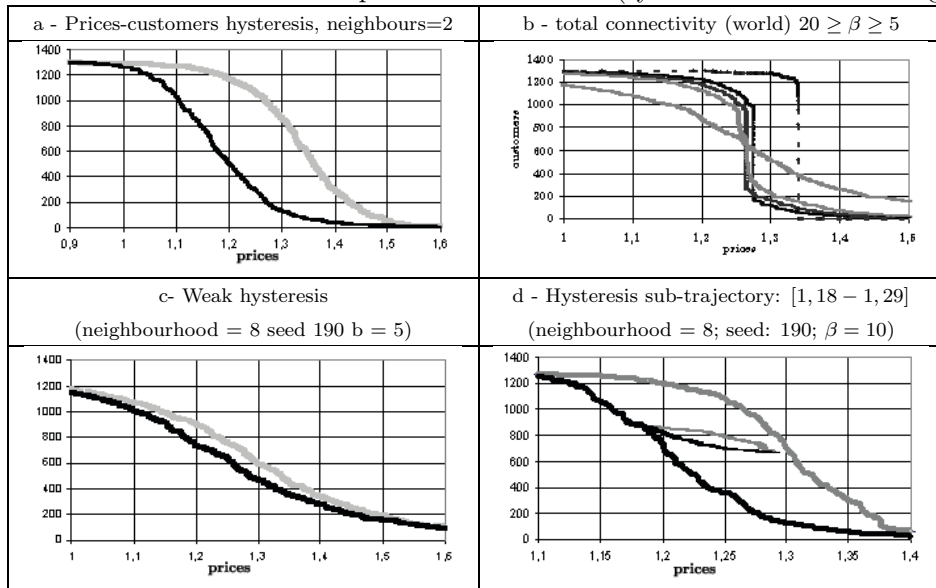 a - Prices-customers hysteresis, neighbours=2
b - total connectivity (world) 20 ≥ β ≥ 5
1400
1200
1000
800
600
400
200
0
0,9 1 1,1 1,2 1,3 1,4 1,5 1,6
prices
customers
1400
1200
1000
800
600
400
200
0
1 1,1 1,2 1,3 1,4 1,5
prices
c- Weak hysteresis
(neighbourhood = 8 seed 190 b = 5)
d - Hysteresis sub-trajectory: [1, 18 − 1, 29]
(neighbourhood = 8; seed: 190; β = 10)
1400
1200
1000
800
600
400
200
0
1 1,1 1,2 1,3 1,4 1,5 1,6
prices
1400
1200
1000
800
600
400
200
0
1,1 1,15 1,2 1,25 1,3 1,35 1,4
prices